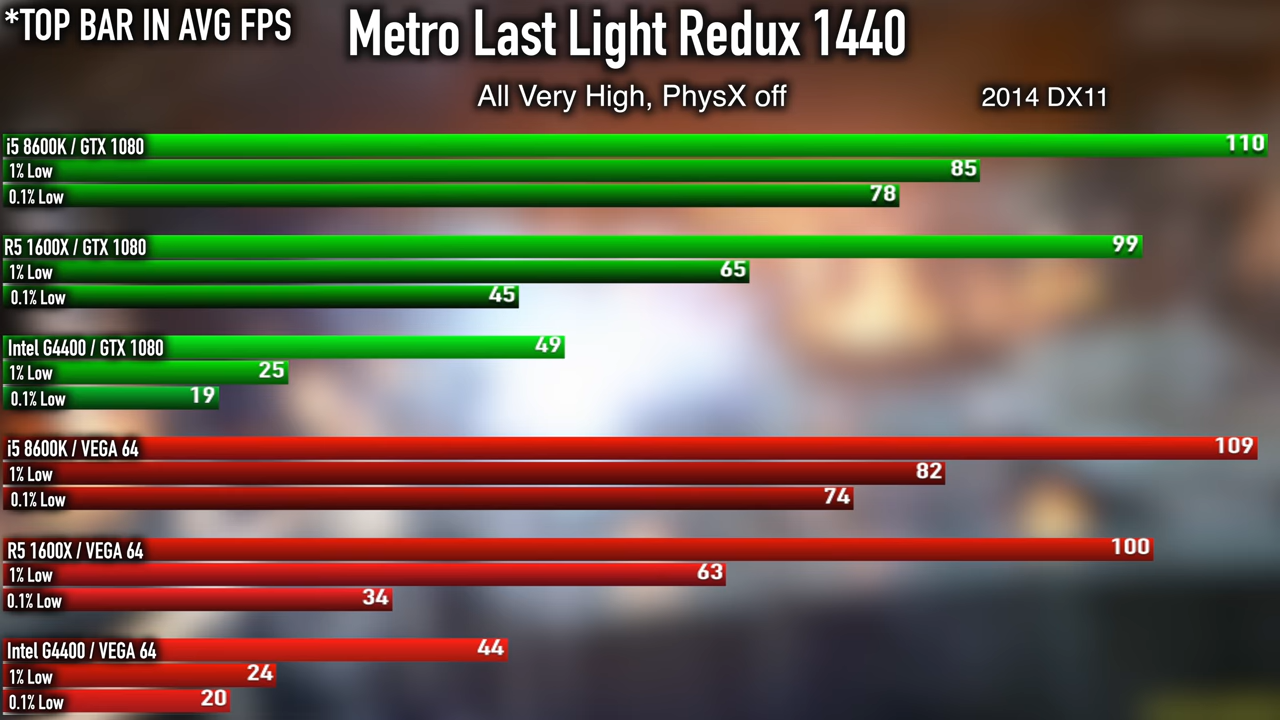 *TOP BAR IN AVG FPS
Metro Last Light Redux 1440
All Very High, PhysX off
2014 DX11
i5 8600K / GTX 1080 110
1% Low 85
0.1% Low 78
R5 1600X / GTX 1080 99
1% Low 65
0.1% Low 45
Intel G4400 / GTX 1080 49
1% Low 25
0.1% Low 19
i5 8600K / VEGA 64 109
1% Low 82
0.1% Low 74
R5 1600X / VEGA 64 100
1% Low 63
0.1% Low 34
Intel G4400 / VEGA 64 44
1% Low 24
0.1% Low 20